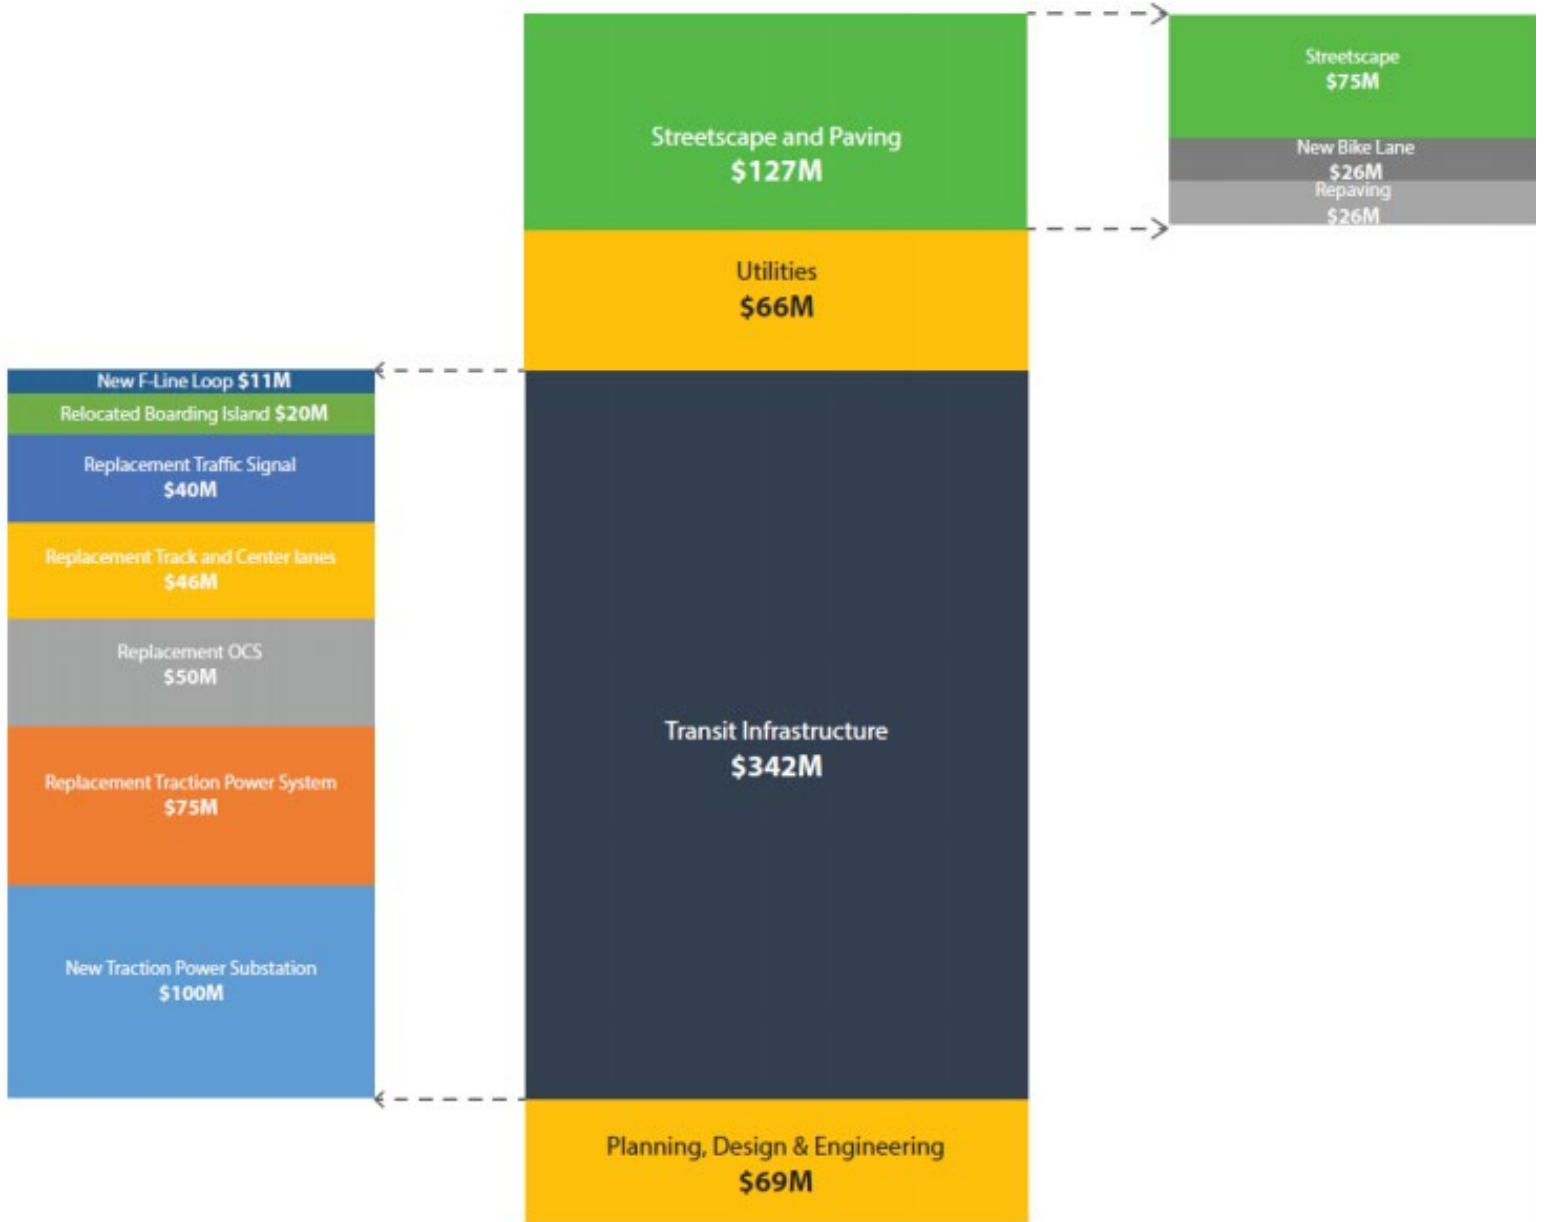 Streetscape and Paving
$127M
Utilities
$66M
Transit Infrastructure
$342M
Planning, Design & Engineering
$69M
Streetscape
$75M
New Bike Lane
$26M
Repaving
$26M
New F-Line Loop $11M
Relocated Boarding Island $20M
Replacement Traffic Signal
$40M
Replacement Track and Center lanes
$46M
Replacement OCS
$50M
Replacement Traction Power System
$75M
New Traction Power Substation
$100M